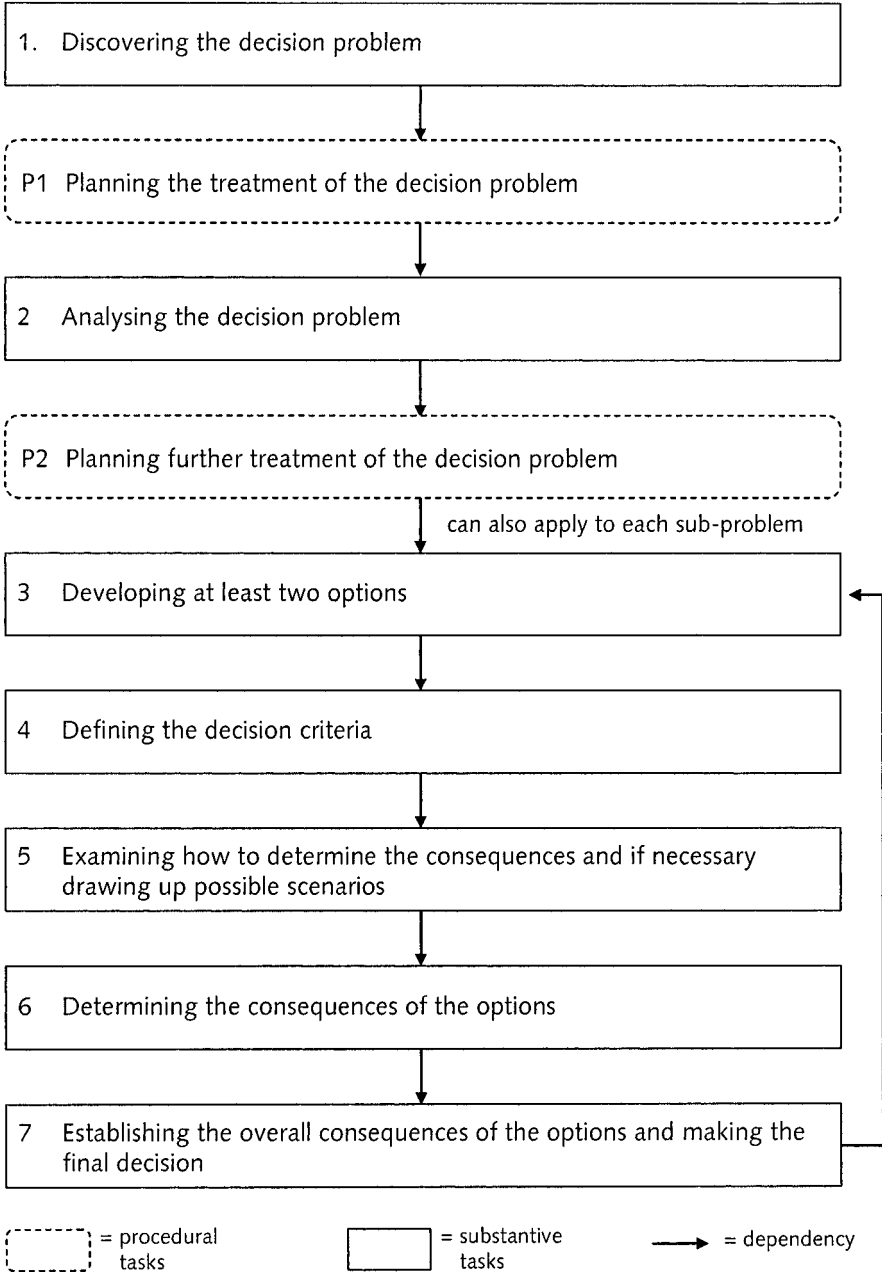 1. Discovering the decision problem
P1 Planning the treatment of the decision problem
2 Analysing the decision problem
P2 Planning further treatment of the decision problem
can also apply to each sub-problem
3 Developing at least two options
4 Defining the decision criteria
5 Examining how to determine the consequences and if necessary
drawing up possible scenarios
6 Determining the consequences of the options
7 Establishing the overall consequences of the options and making the
final decision
= procedural
tasks
= substantive
tasks
= dependency